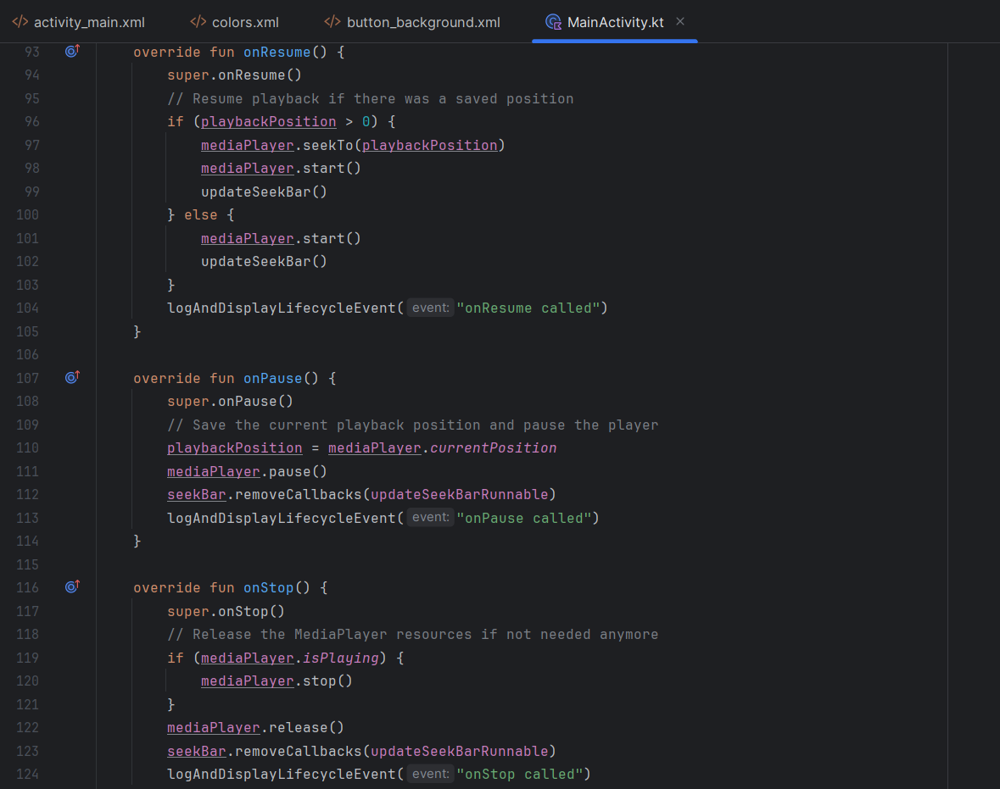 activity_main.xml colors.xml button_background.xml MainActivity.kt
93 override fun onResume() {
94 super.onResume()
95 // Resume playback if there was a saved position
96 if (playbackPosition > 0) {
97 mediaPlayer.seekTo(playbackPosition)
98 mediaPlayer.start()
99 updateSeekBar()
100 } else {
101 mediaPlayer.start()
102 updateSeekBar()
103 }
104 logAndDisplayLifecycleEvent( event: "onResume called")
105 }
106
107 override fun onPause() {
108 super.onPause()
109 // Save the current playback position and pause the player
110 playbackPosition = mediaPlayer.currentPosition
111 mediaPlayer.pause()
112 seekBar.removeCallbacks(updateSeekBarRunnable)
113 logAndDisplayLifecycleEvent( event: "onPause called")
114 }
115
116 override fun onStop() {
117 super.onStop()
118 // Release the MediaPlayer resources if not needed anymore
119 if (mediaPlayer.isPlaying) {
120 mediaPlayer.stop()
121 }
122 mediaPlayer.release()
123 seekBar.removeCallbacks(updateSeekBarRunnable)
124 logAndDisplayLifecycleEvent( event: "onStop called")